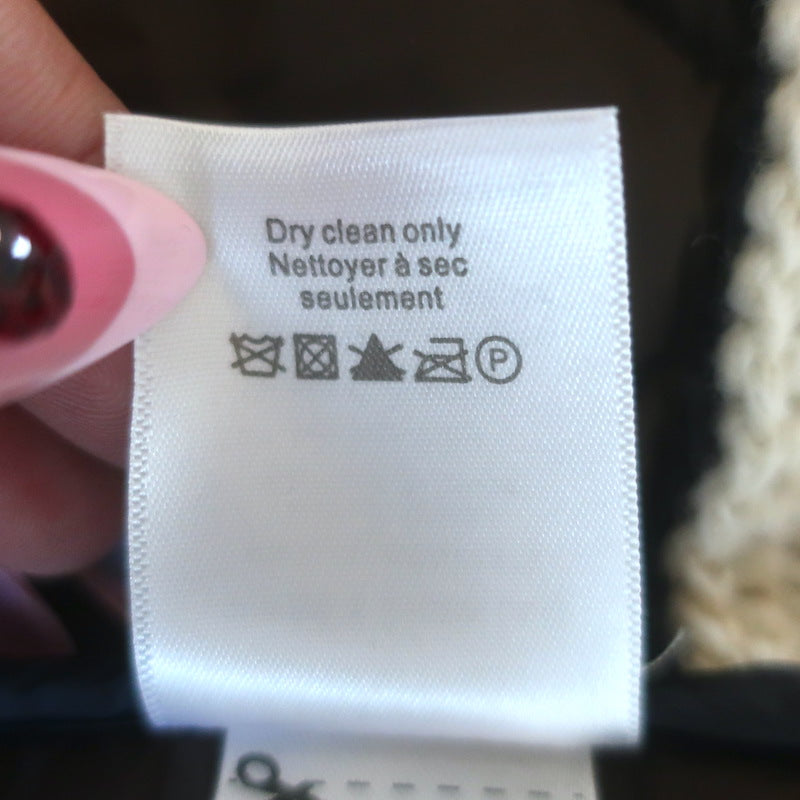 Dry clean only
Nettoyer à sec
seulement
P